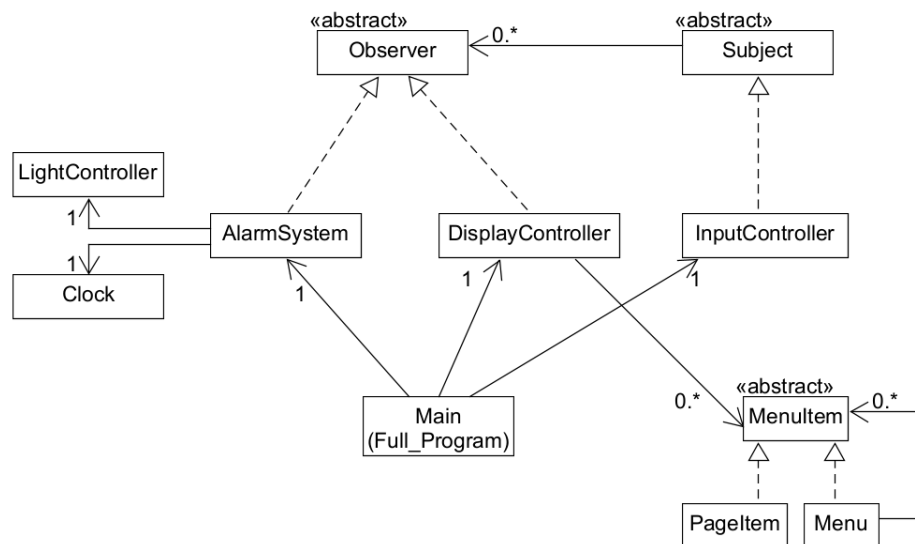 «abstract»
Observer
0.*
«abstract»
Subject
LightController
1
AlarmSystem
DisplayController
InputController
1
Clock
1
1
1
Main
(Full_Program)
«abstract»
0.*
MenuItem
0.*
PageItem
Menu